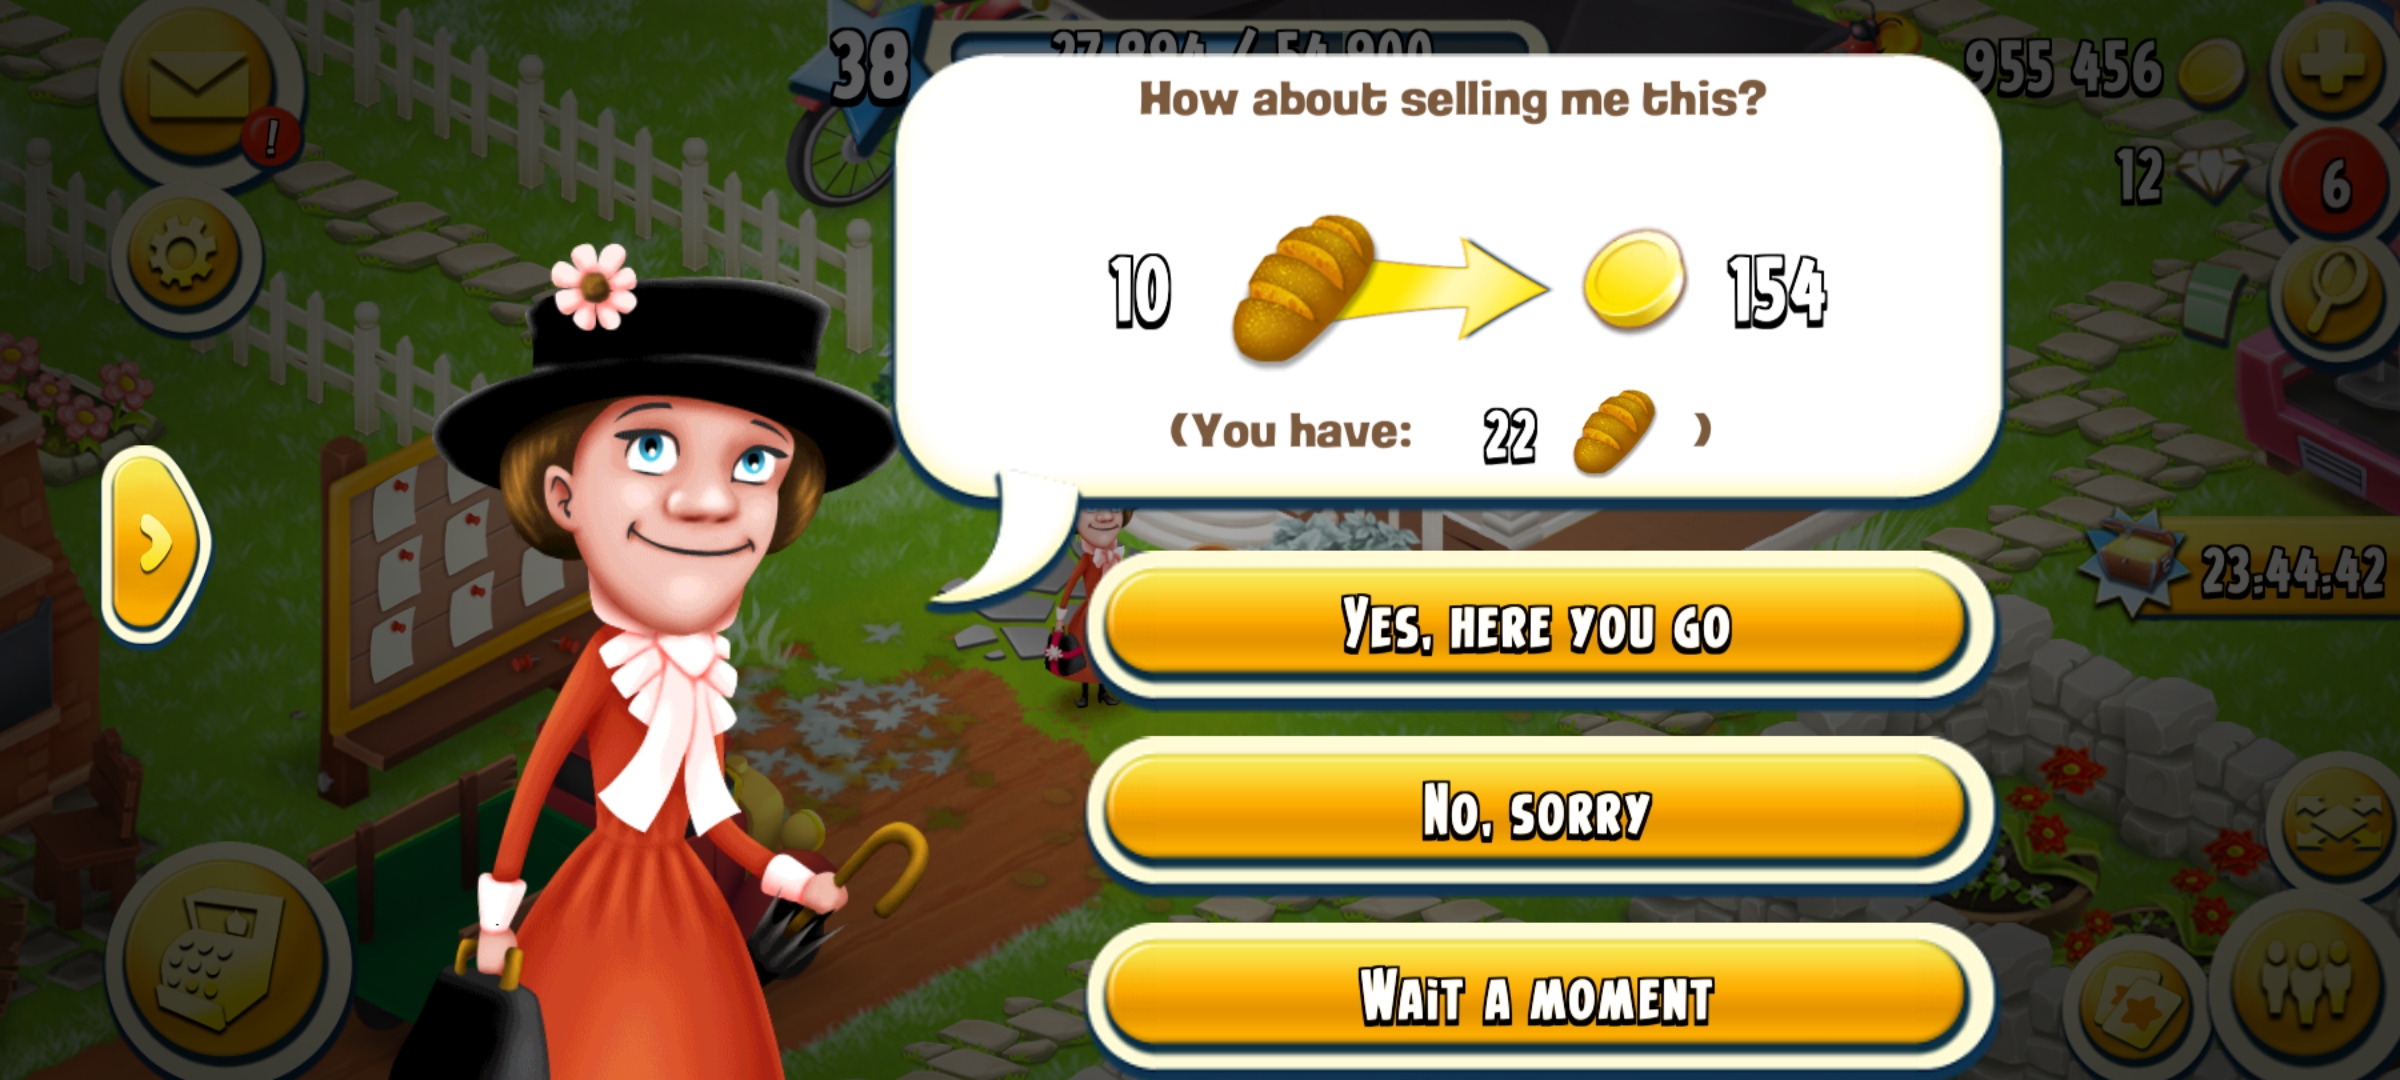 38
955 456
How about selling me this?
12
6
10
154
(You have: 22 )
23:44:42
Yes, here you go
No, sorry
Wait a moment